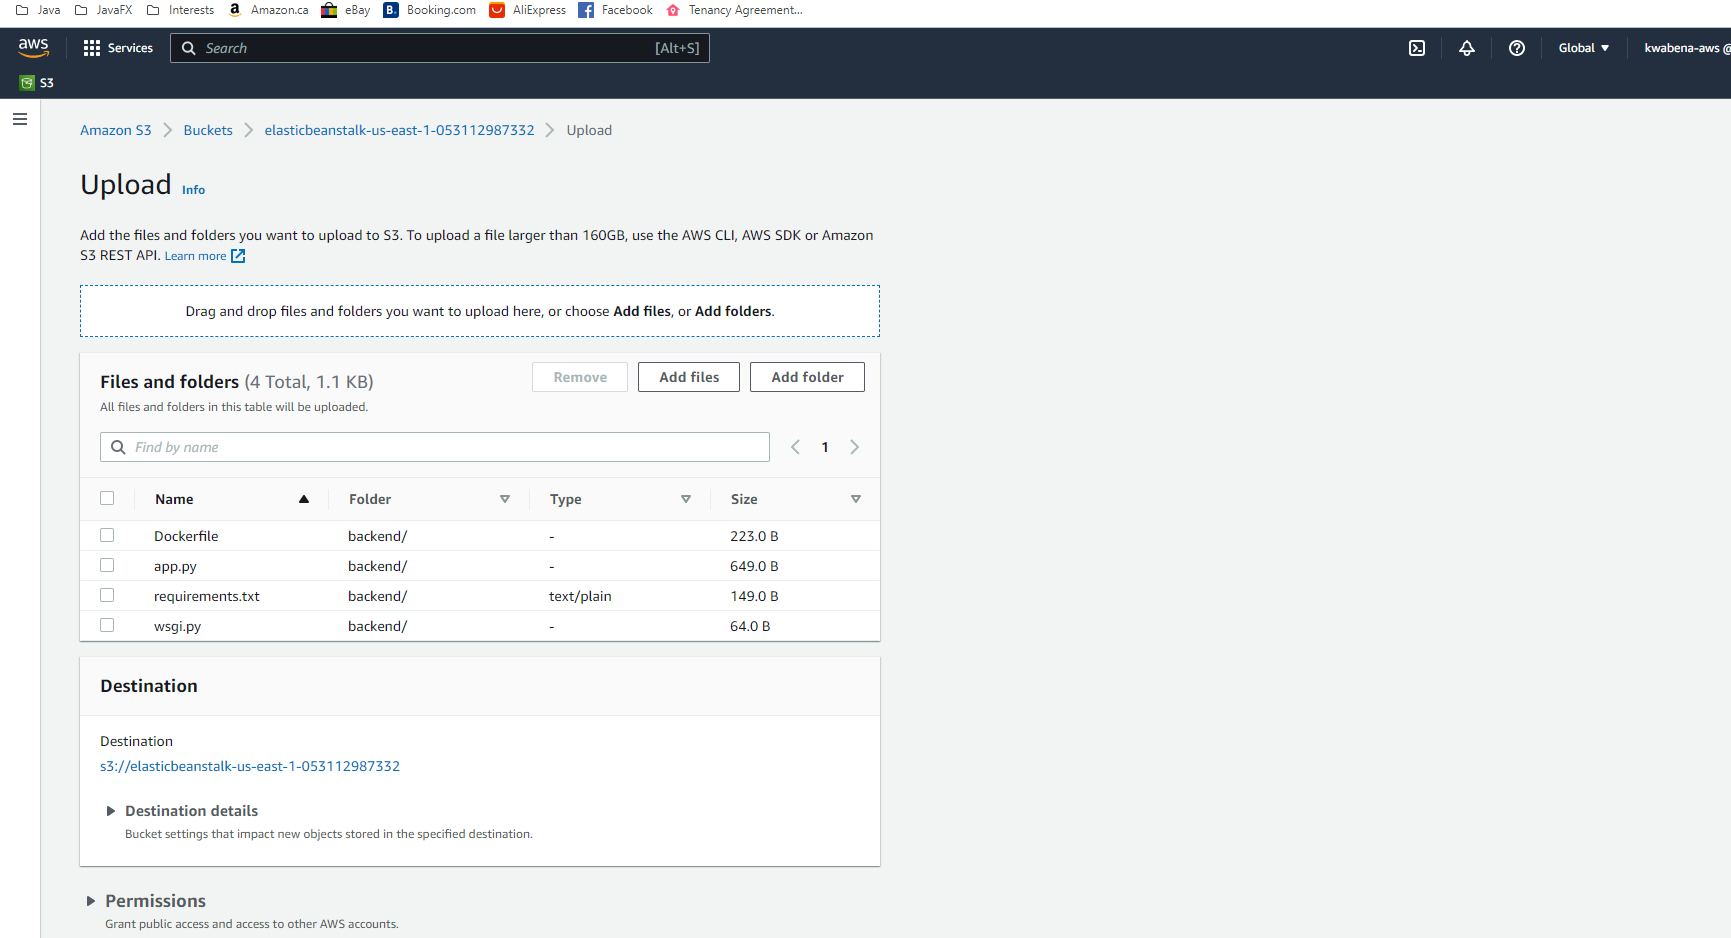 Java JavaFX Interests Amazon.ca eBay Booking.com AliExpress Facebook Tenancy Agreement...
aws Services Search [Alt+S] Global kwabena-aws @
S3
Amazon S3 Buckets elasticbeanstalk-us-east-1-053112987332 Upload
Upload Info
Add the files and folders you want to upload to S3. To upload a file larger than 160GB, use the AWS CLI, AWS SDK or Amazon
S3 REST API. Learn more
Drag and drop files and folders you want to upload here, or choose Add files, or Add folders.
Files and folders (4 Total, 1.1 KB) Remove Add files Add folder
All files and folders in this table will be uploaded.
Find by name 1
Name Folder Type Size
Dockerfile backend/ - 223.0 B
app.py backend/ - 649.0 B
requirements.txt backend/ text/plain 149.0 B
wsgi.py backend/ - 64.0 B
Destination
Destination
s3://elasticbeanstalk-us-east-1-053112987332
Destination details
Bucket settings that impact new objects stored in the specified destination.
Permissions
Grant public access and access to other AWS accounts.